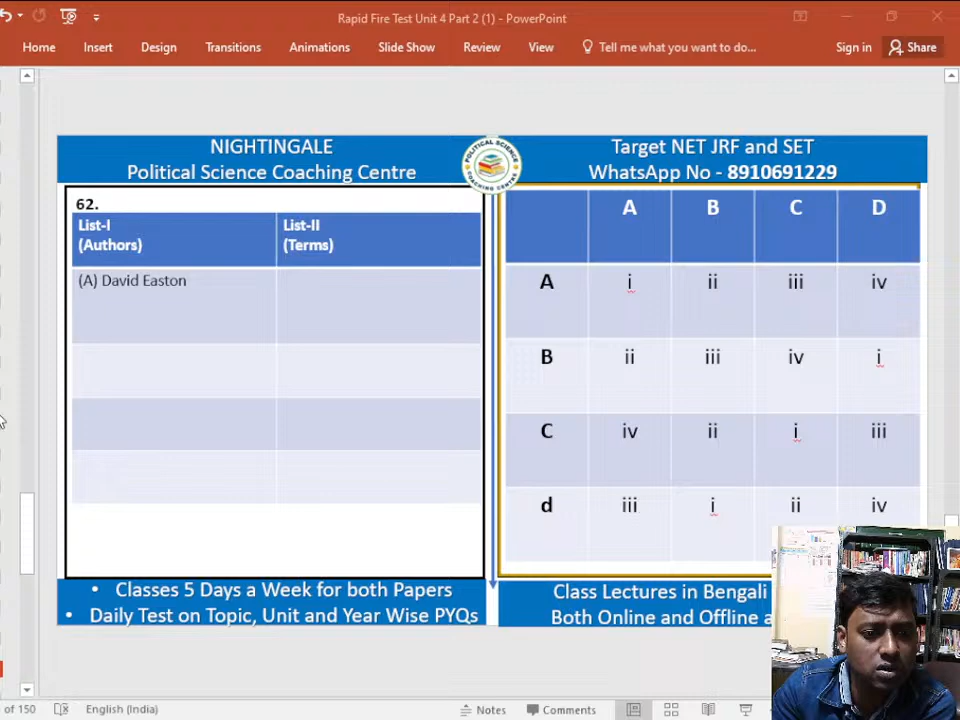 Rapid Fire Test Unit 4 Part 2 (1) - PowerPoint
Home Insert Design Transitions Animations Slide Show Review View Tell me what you want to do... Sign in Share
NIGHTINGALE
Political Science Coaching Centre
POLITICAL SCIENCE
COACHING CENTRE
Target NET JRF and SET
WhatsApp No - 8910691229
62.
List-I List-II
(Authors) (Terms)
(A) David Easton
A B C D
A i ii iii iv
B ii iii iv i
C iv ii i iii
d iii i ii iv
• Classes 5 Days a Week for both Papers
• Daily Test on Topic, Unit and Year Wise PYQs
Class Lectures in Bengali
Both Online and Offline a
of 150 English (India) Notes Comments